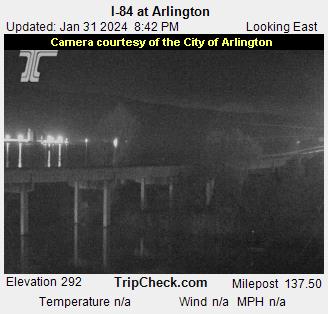 I-84 at Arlington
Updated: Jan 31 2024 8:42 PM Looking East
Camera courtesy of the City of Arlington
Elevation 292 TripCheck.com Milepost 137.50
Temperature n/a Wind n/a MPH n/a